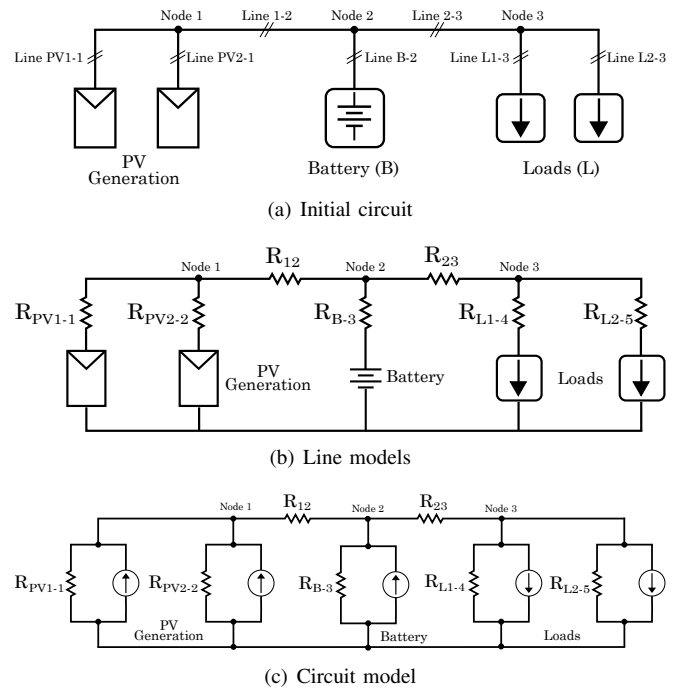 Node 1
Line 1-2
Node 2
Line 2-3
Node 3
Line PV1-1
Line PV2-1
Line B-2
Line L1-3
Line L2-3
PV
Generation
Battery (B)
Loads (L)
(a) Initial circuit
Node 1
R12
Node 2
R23
Node 3
RPV1-1
RPV2-2
RB-3
RL1-4
RL2-5
PV
Generation
Battery
Loads
(b) Line models
Node 1
R12
Node 2
R23
Node 3
RPV1-1
RPV2-2
RB-3
RL1-4
RL2-5
PV
Generation
Battery
Loads
(c) Circuit model